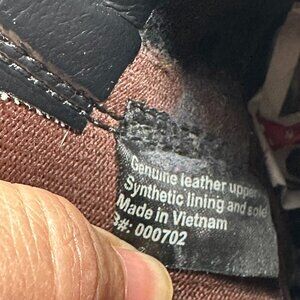 Genuine leather upper
Synthetic lining and sole
Made in Vietnam
#: 000702